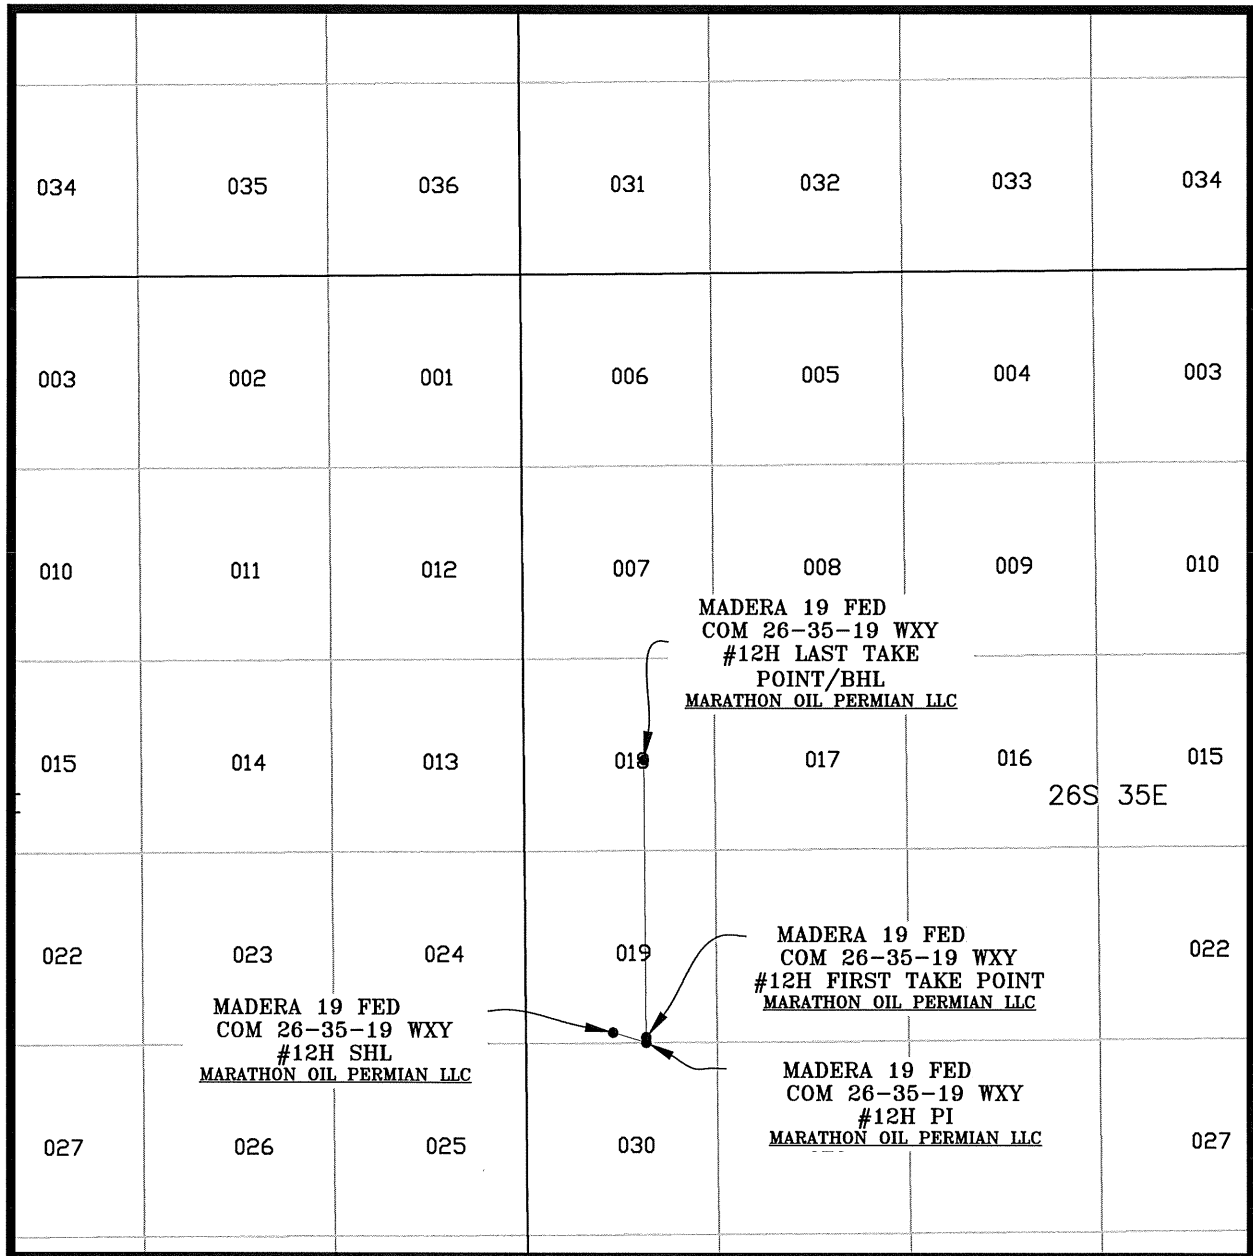 034 035 036 031 032 033 034
003 002 001 006 005 004 003
010 011 012 007 008 009 010
MADERA 19 FED
COM 26-35-19 WXY
#12H LAST TAKE
POINT/BHL
MARATHON OIL PERMIAN LLC
015 014 013 018 017 016 015
26S 35E
022 023 024 019 022
MADERA 19 FED
COM 26-35-19 WXY
#12H FIRST TAKE POINT
MARATHON OIL PERMIAN LLC
MADERA 19 FED
COM 26-35-19 WXY
#12H SHL
MARATHON OIL PERMIAN LLC
MADERA 19 FED
COM 26-35-19 WXY
#12H PI
MARATHON OIL PERMIAN LLC
027 026 025 030 027